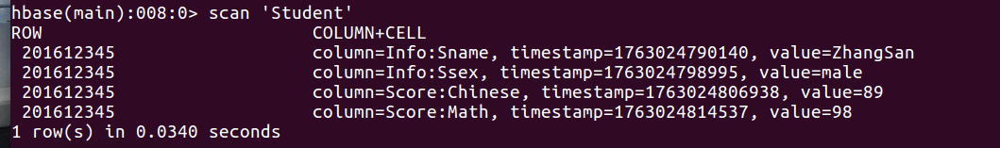 hbase(main):008:0> scan 'Student'
ROW COLUMN+CELL
201612345 column=Info:Sname, timestamp=1763024790140, value=ZhangSan
201612345 column=Info:Ssex, timestamp=1763024798995, value=male
201612345 column=Score:Chinese, timestamp=1763024806938, value=89
201612345 column=Score:Math, timestamp=1763024814537, value=98
1 row(s) in 0.0340 seconds